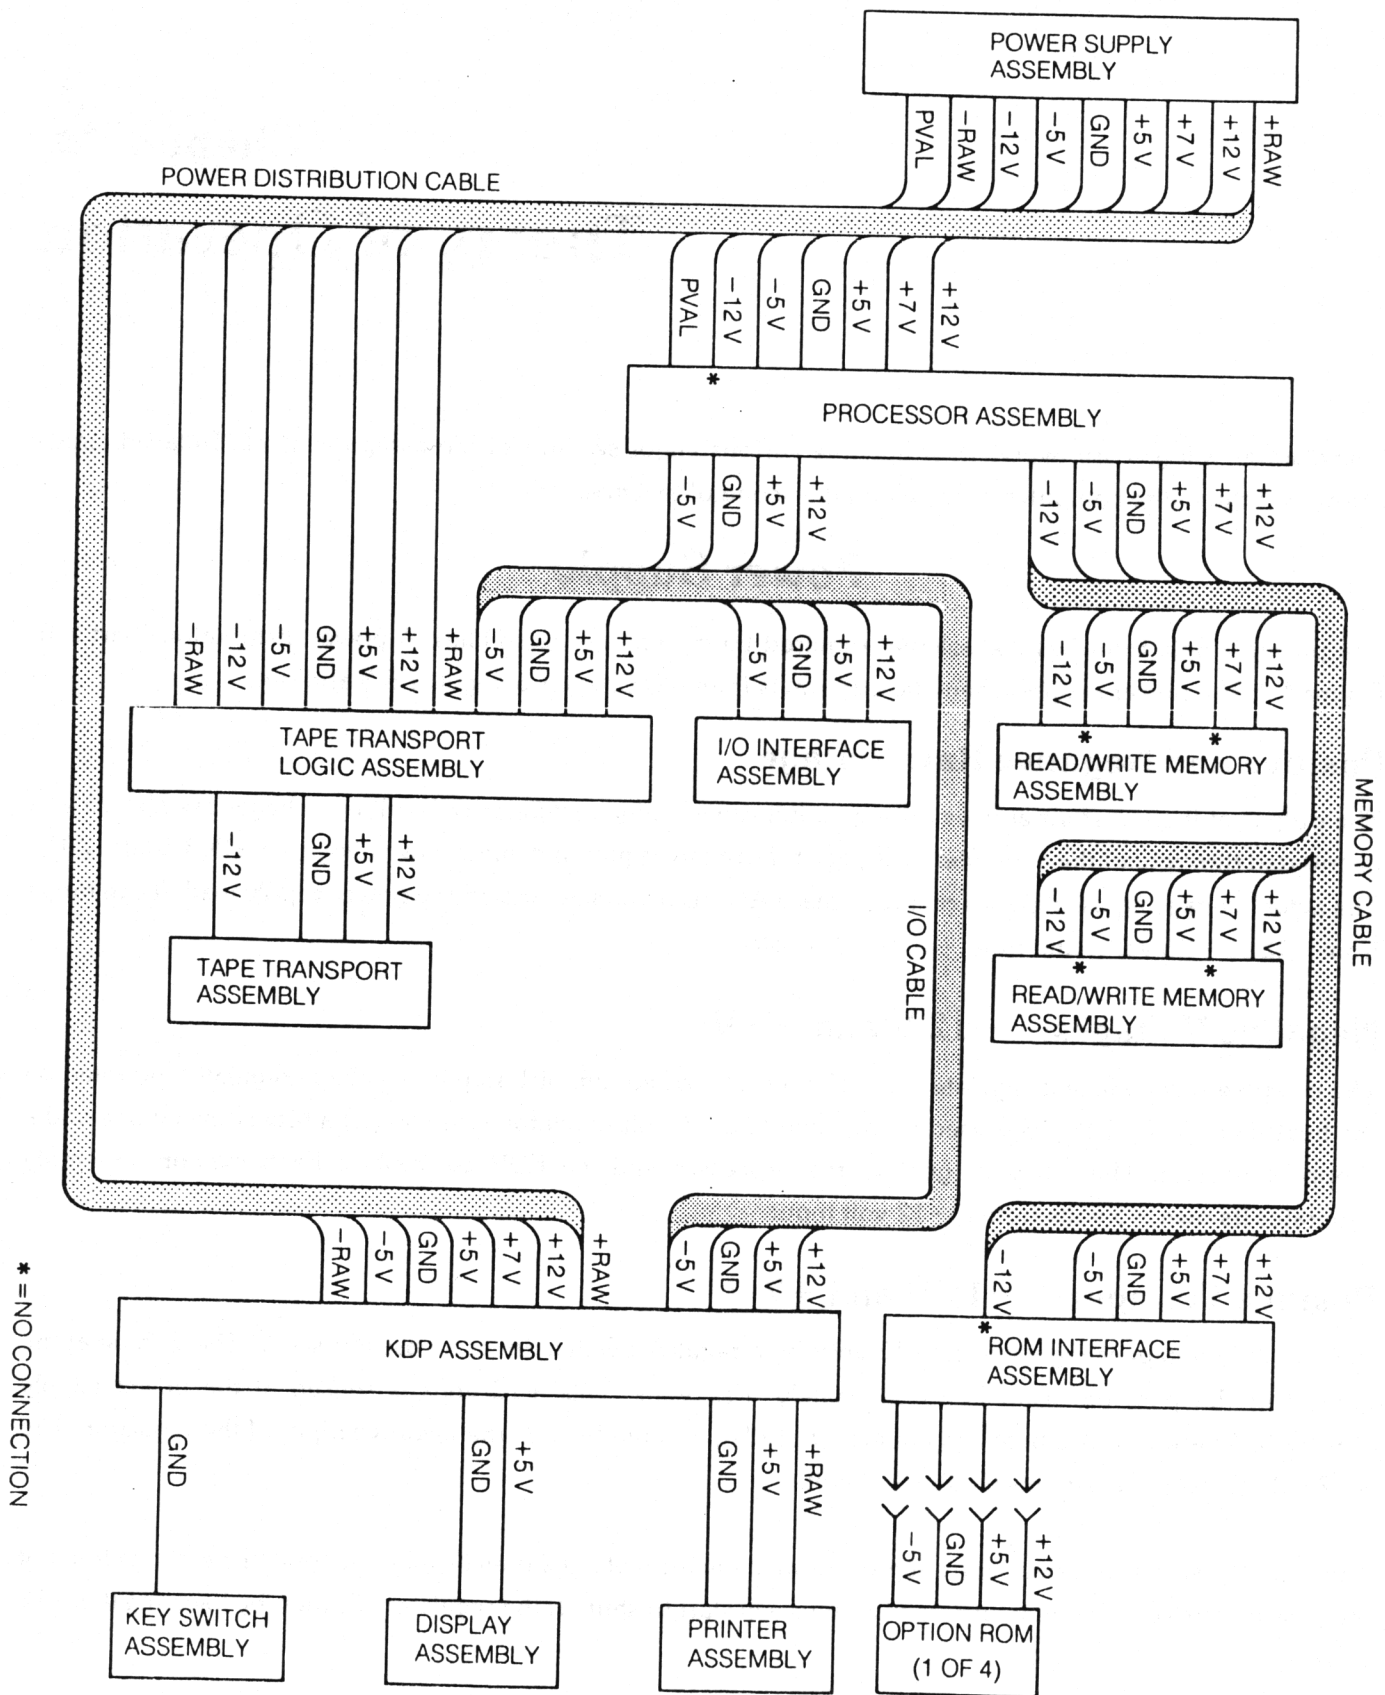 POWER SUPPLY
ASSEMBLY
PVAL
−RAW
−12 V
−5 V
GND
+5 V
+7 V
+12 V
+RAW
POWER DISTRIBUTION CABLE
PVAL
−12 V
−5 V
GND
+5 V
+7 V
+12 V
*
PROCESSOR ASSEMBLY
−5 V
GND
+5 V
+12 V
−12 V
−5 V
GND
+5 V
+7 V
+12 V
−RAW
−12 V
−5 V
GND
+5 V
+12 V
+RAW
−5 V
GND
+5 V
+12 V
−5 V
GND
+5 V
+12 V
−12 V
−5 V
GND
+5 V
+7 V
+12 V
TAPE TRANSPORT
LOGIC ASSEMBLY
I/O INTERFACE
ASSEMBLY
* *
READ/WRITE MEMORY
ASSEMBLY
MEMORY CABLE
−12 V
GND
+5 V
+12 V
I/O CABLE
−12 V
−5 V
GND
+5 V
+7 V
+12 V
TAPE TRANSPORT
ASSEMBLY
* *
READ/WRITE MEMORY
ASSEMBLY
−RAW
−5 V
GND
+5 V
+7 V
+12 V
+RAW
−5 V
GND
+5 V
+12 V
−12 V
−5 V
GND
+5 V
+7 V
+12 V
* =NO CONNECTION
KDP ASSEMBLY
*
ROM INTERFACE
ASSEMBLY
GND
GND
+5 V
GND
+5 V
+RAW
−5 V
GND
+5 V
+12 V
KEY SWITCH
ASSEMBLY
DISPLAY
ASSEMBLY
PRINTER
ASSEMBLY
OPTION ROM
(1 OF 4)